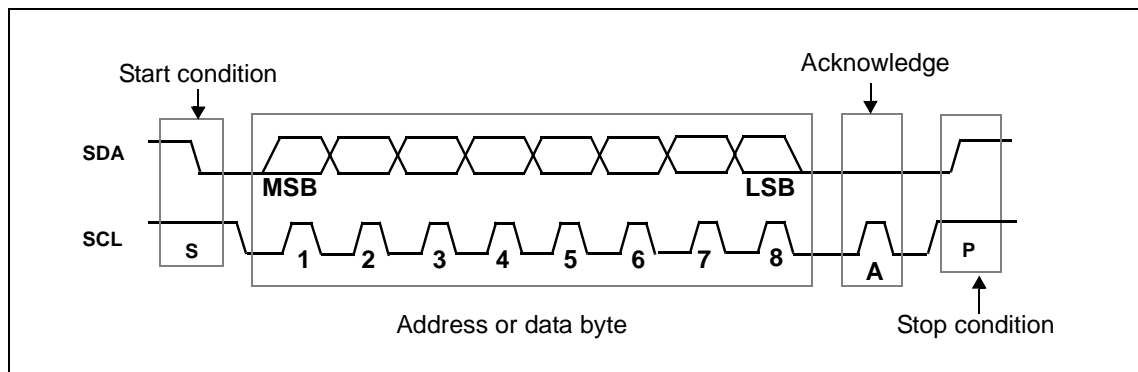 Start condition
Acknowledge
SDA
MSB
LSB
SCL
S
1 2 3 4 5 6 7 8
A
P
Address or data byte
Stop condition